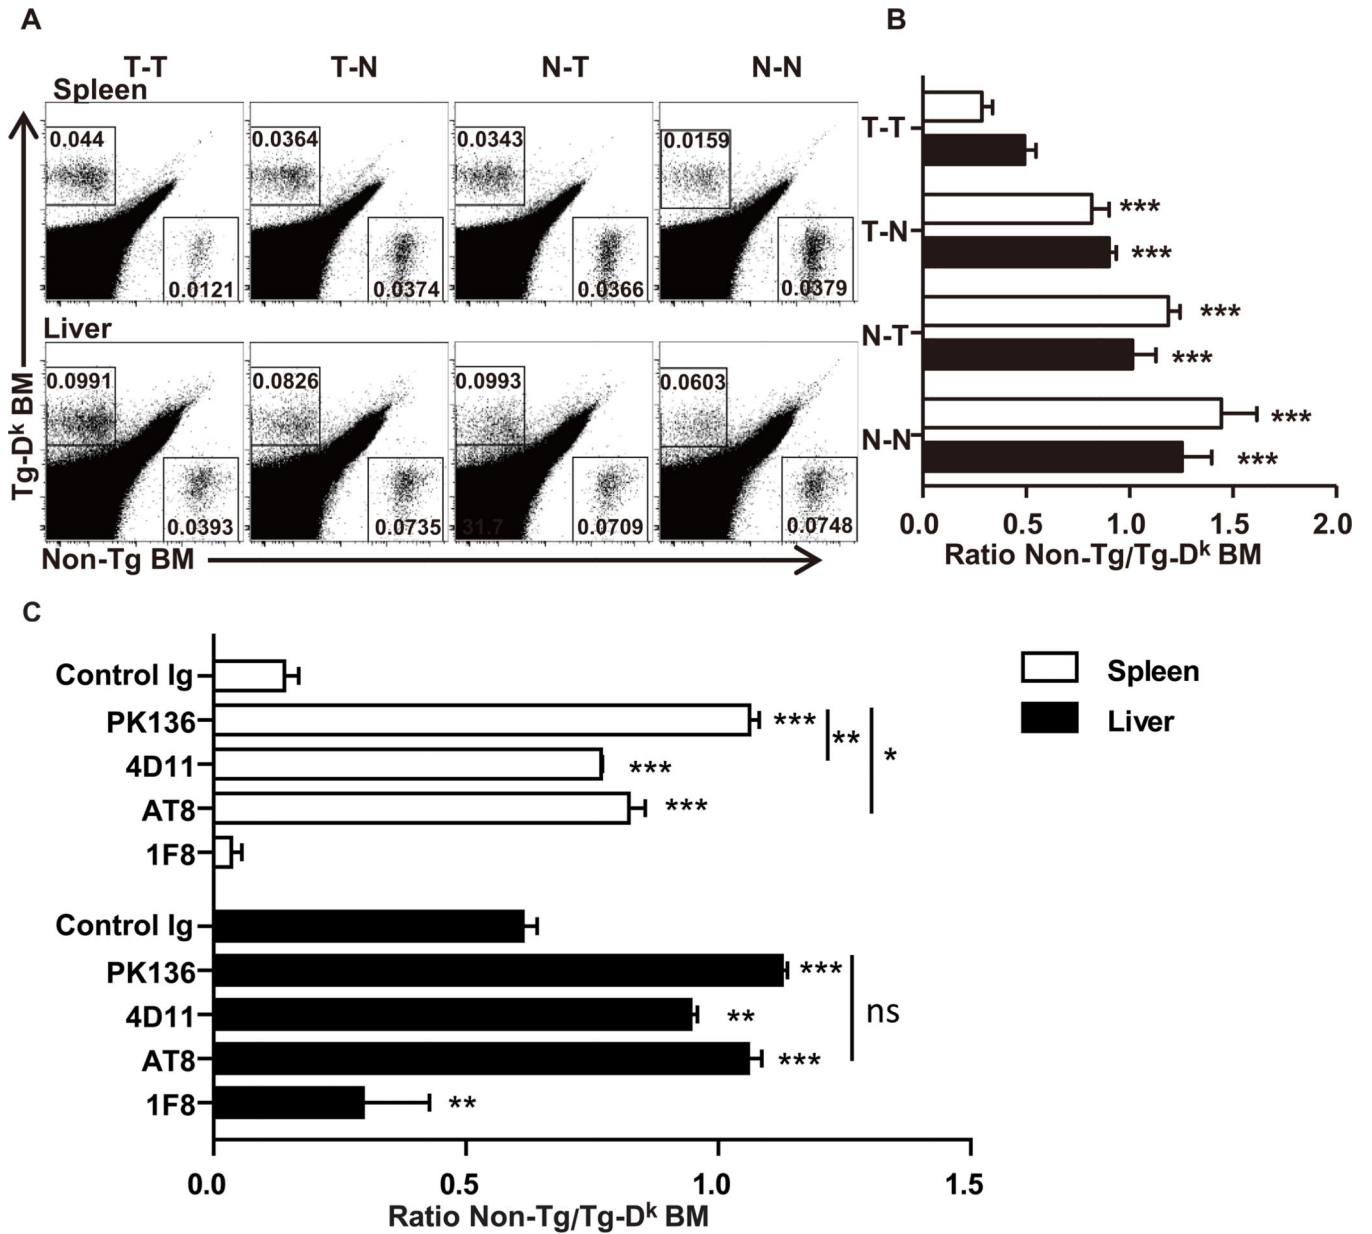 A
T-T T-N N-T N-N
Spleen
0.044 0.0364 0.0343 0.0159
0.0121 0.0374 0.0366 0.0379
Liver
0.0991 0.0826 0.0993 0.0603
0.0393 0.0735 31.7 0.0709 0.0748
Tg-Dᵏ BM
Non-Tg BM
B
T-T
T-N
***
***
N-T
***
***
N-N
***
***
0.0 0.5 1.0 1.5 2.0
Ratio Non-Tg/Tg-Dᵏ BM
C
Control Ig
PK136 *** ** *
4D11 ***
AT8 ***
1F8
Control Ig
PK136 ***
4D11 ** ns
AT8 ***
1F8 **
0.0 0.5 1.0 1.5
Ratio Non-Tg/Tg-Dᵏ BM
Spleen
Liver